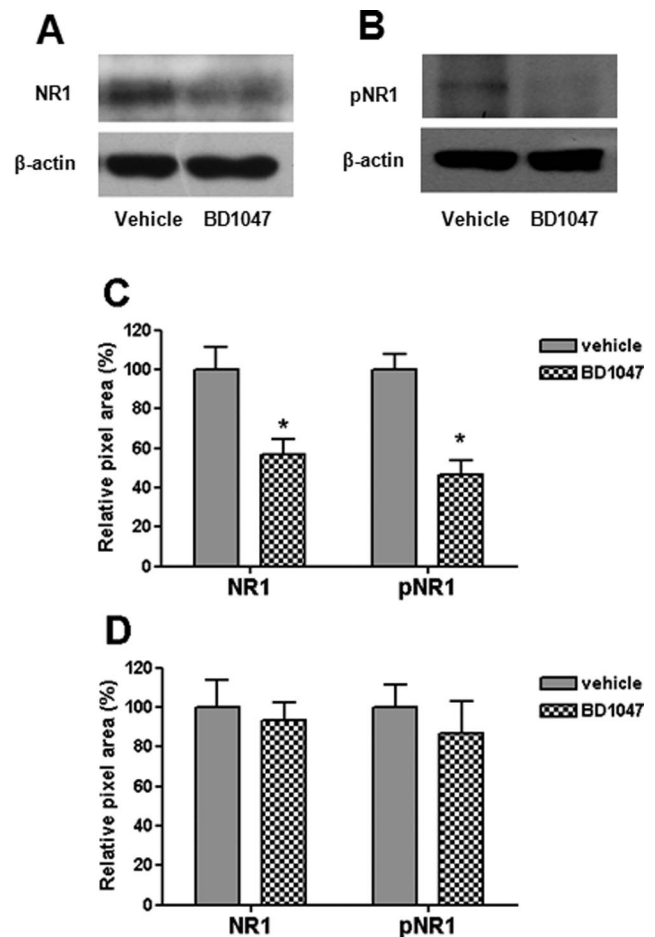 A
B
NR1
pNR1
β-actin
β-actin
Vehicle BD1047
Vehicle BD1047
C
120
100
80
60
40
20
0
Relative pixel area (%)
*
*
vehicle
BD1047
NR1
pNR1
D
120
100
80
60
40
20
0
Relative pixel area (%)
vehicle
BD1047
NR1
pNR1